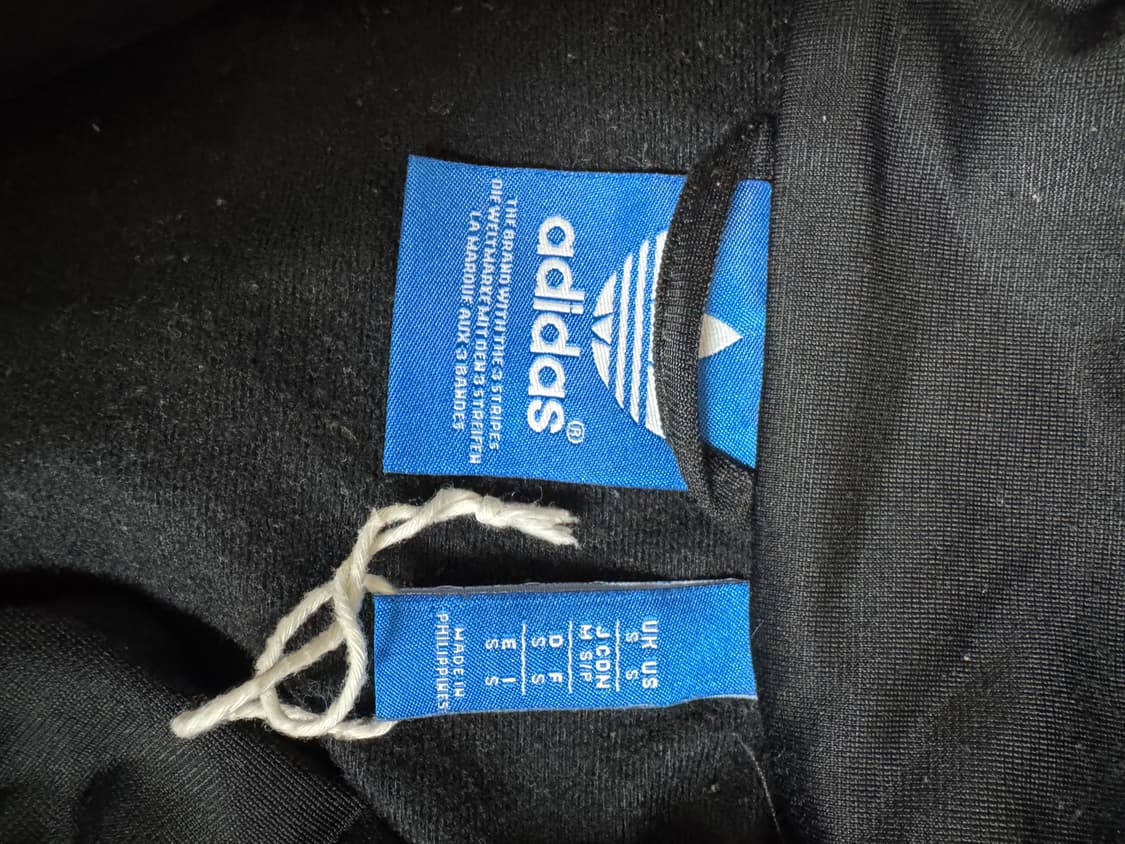 adidas®
THE BRAND WITH THE 3 STRIPES
DIE WELTMARKE MIT DEN 3 STREIFEN
LA MARQUE AUX 3 BANDES
UK US
S S
J CDN
M S/P
D F
S S
E I
S S
MADE IN
PHILIPPINES